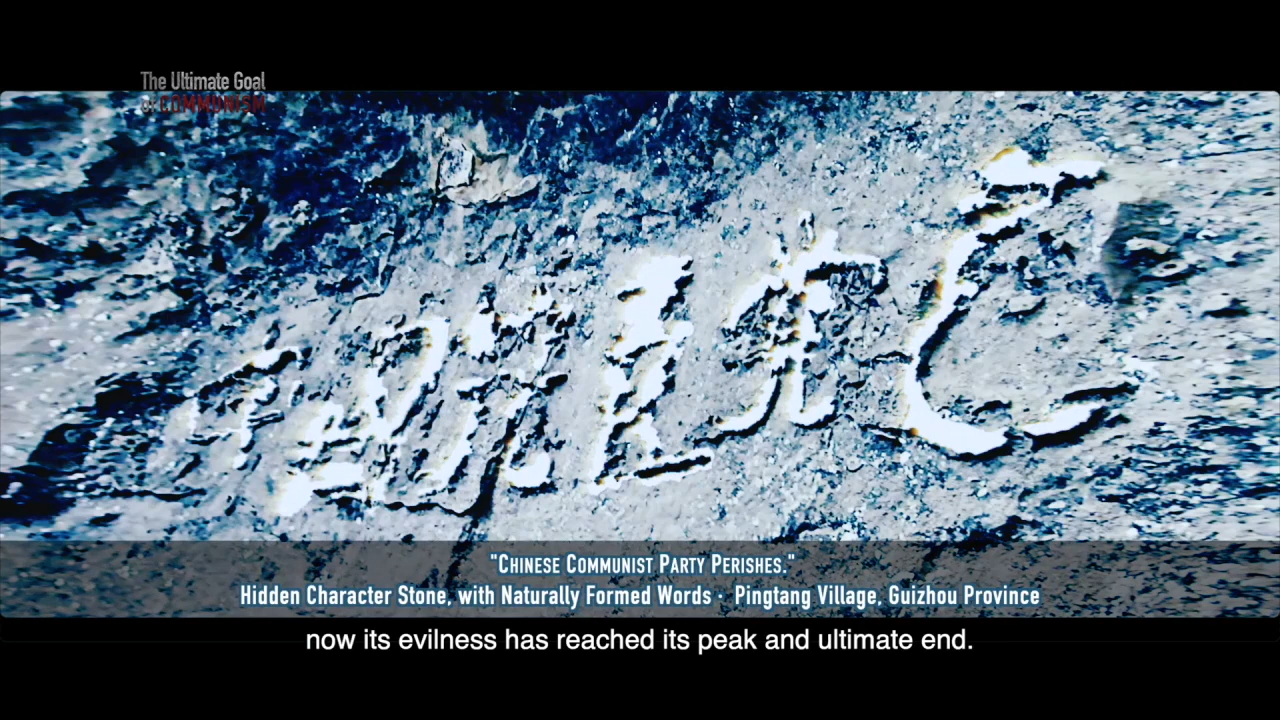 The Ultimate Goal
of COMMUNISM
"Chinese Communist Party Perishes."
Hidden Character Stone, with Naturally Formed Words · Pingtang Village, Guizhou Province
now its evilness has reached its peak and ultimate end.